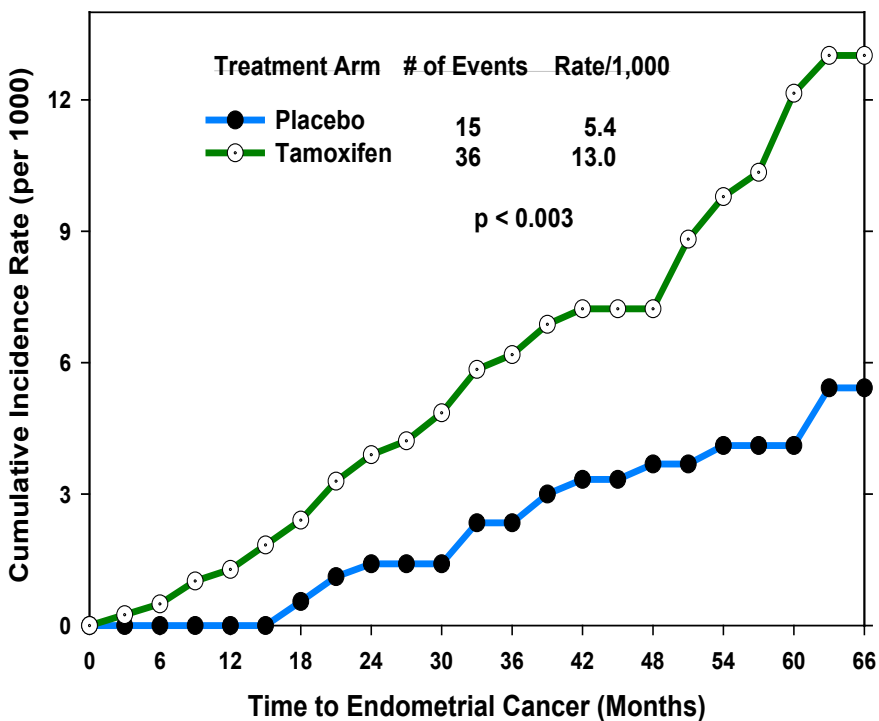 Cumulative Incidence Rate (per 1000)
12
9
6
3
0
Treatment Arm # of Events Rate/1,000
Placebo 15 5.4
Tamoxifen 36 13.0
p < 0.003
0 6 12 18 24 30 36 42 48 54 60 66
Time to Endometrial Cancer (Months)